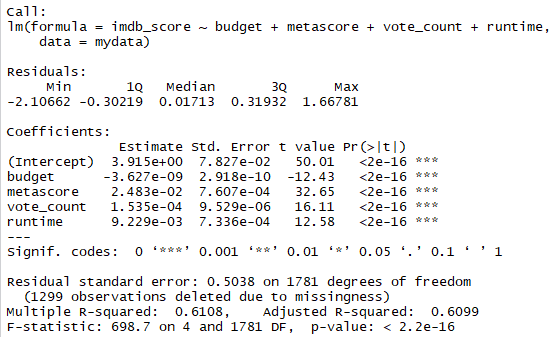 Call:
lm(formula = imdb_score ~ budget + metascore + vote_count + runtime,
    data = mydata)
Residuals:
     Min       1Q   Median       3Q      Max
-2.10662 -0.30219  0.01713  0.31932  1.66781
Coefficients:
              Estimate Std. Error t value Pr(>|t|)
(Intercept)  3.915e+00  7.827e-02   50.01   <2e-16 ***
budget      -3.627e-09  2.918e-10  -12.43   <2e-16 ***
metascore    2.483e-02  7.607e-04   32.65   <2e-16 ***
vote_count   1.535e-04  9.529e-06   16.11   <2e-16 ***
runtime      9.229e-03  7.336e-04   12.58   <2e-16 ***
---
Signif. codes:  0 ‘***’ 0.001 ‘**’ 0.01 ‘*’ 0.05 ‘.’ 0.1 ‘ ’ 1
Residual standard error: 0.5038 on 1781 degrees of freedom
  (1299 observations deleted due to missingness)
Multiple R-squared:  0.6108,    Adjusted R-squared:  0.6099
F-statistic: 698.7 on 4 and 1781 DF,  p-value: < 2.2e-16